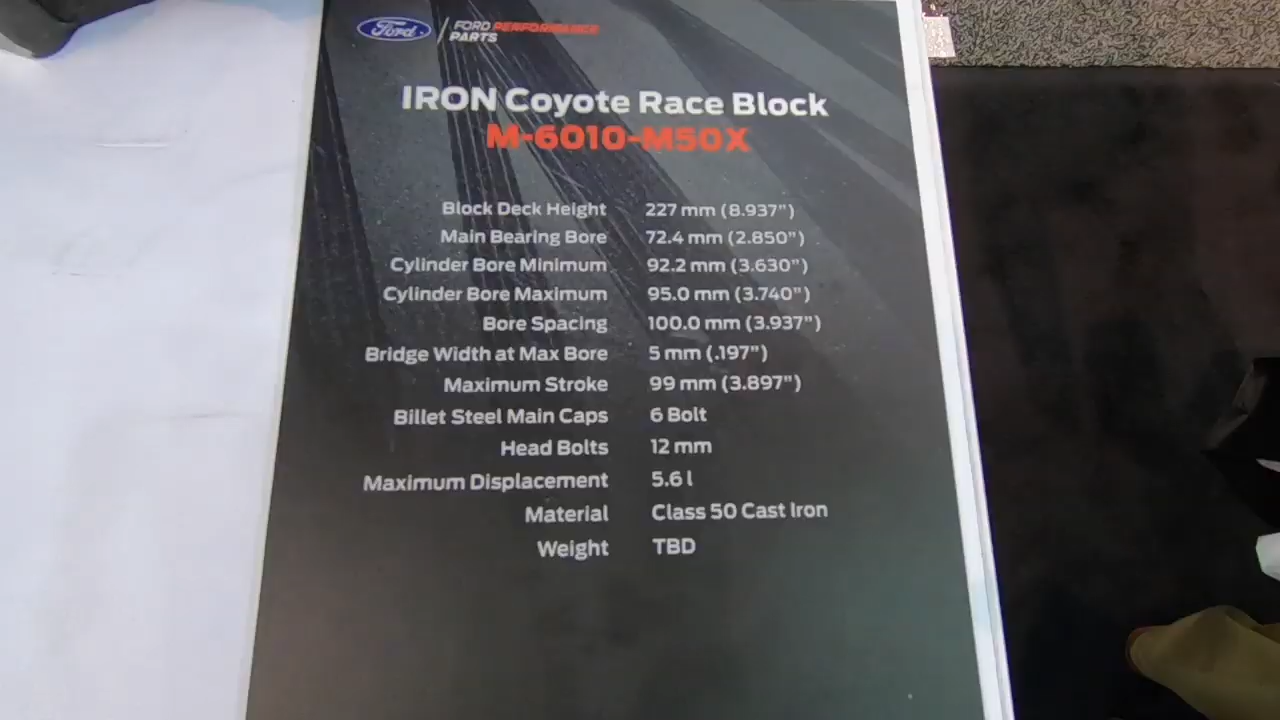 Ford FORD PERFORMANCE
PARTS
IRON Coyote Race Block
M-6010-M50X
Block Deck Height 227 mm (8.937")
Main Bearing Bore 72.4 mm (2.850")
Cylinder Bore Minimum 92.2 mm (3.630")
Cylinder Bore Maximum 95.0 mm (3.740")
Bore Spacing 100.0 mm (3.937")
Bridge Width at Max Bore 5 mm (.197")
Maximum Stroke 99 mm (3.897")
Billet Steel Main Caps 6 Bolt
Head Bolts 12 mm
Maximum Displacement 5.6 l
Material Class 50 Cast Iron
Weight TBD